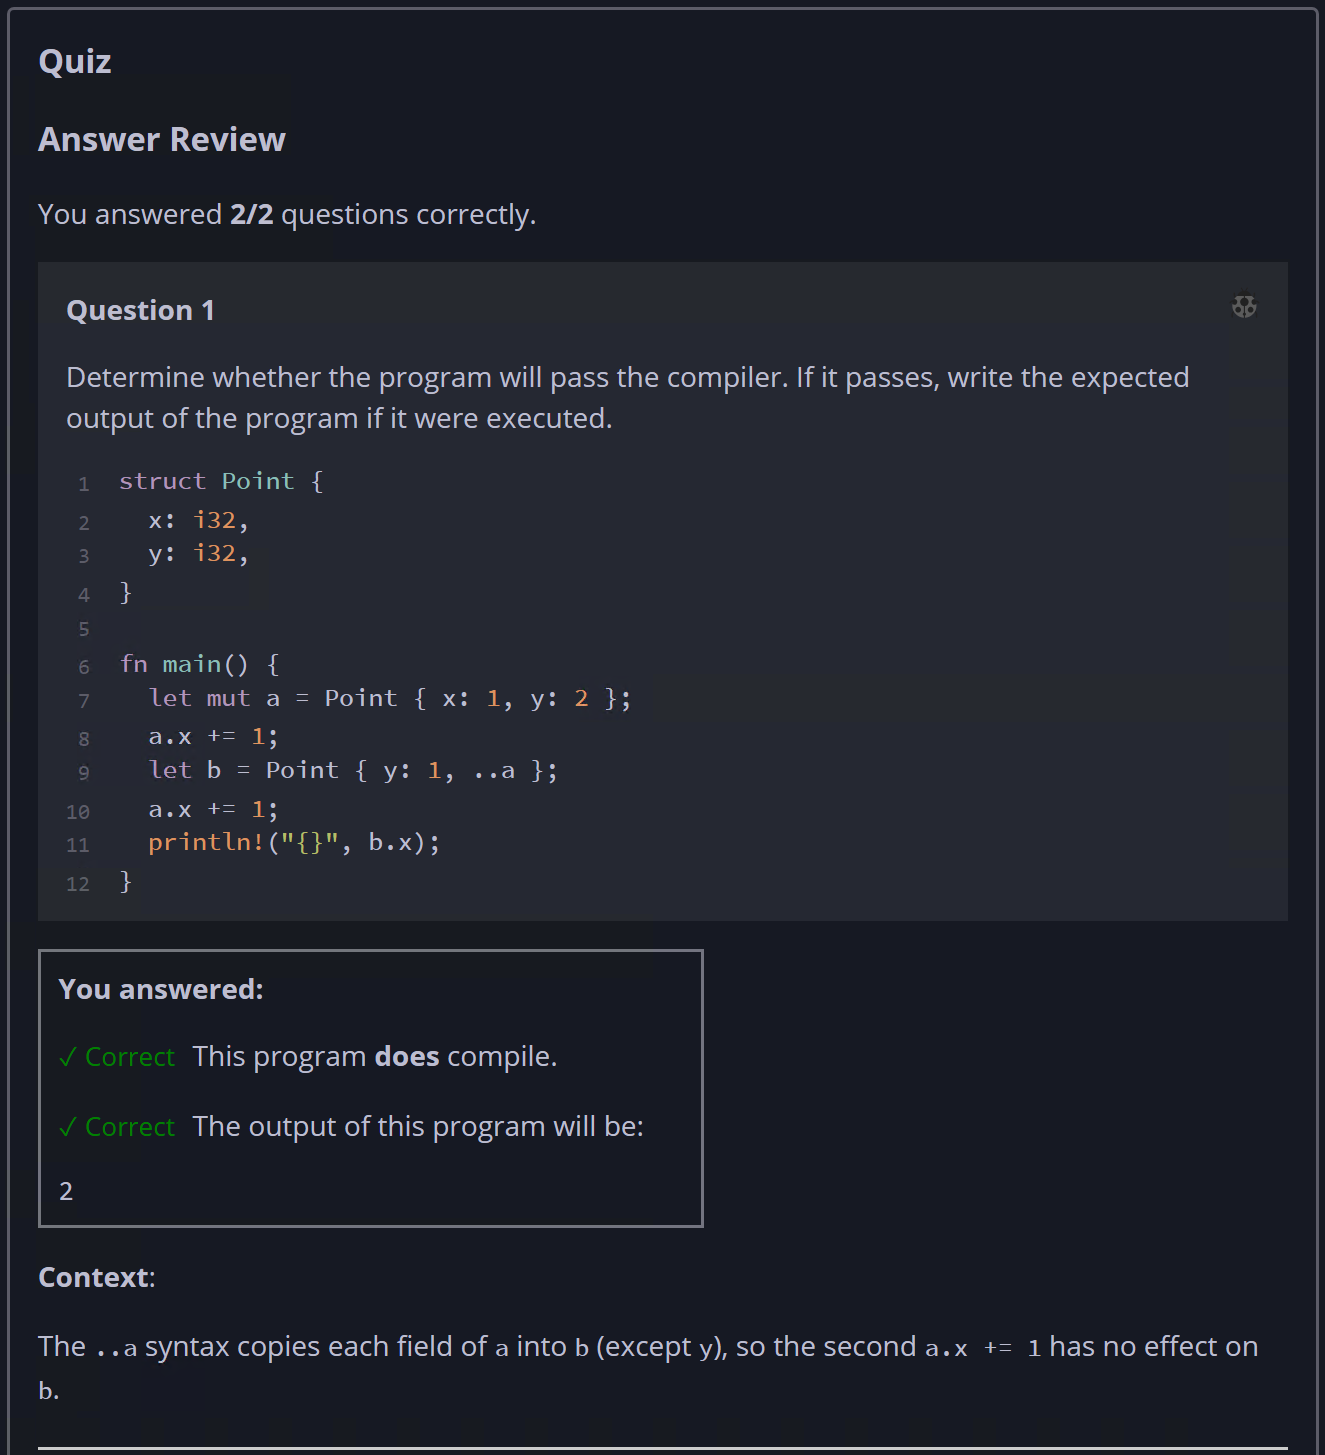 Quiz
Answer Review
You answered 2/2 questions correctly.
Question 1
Determine whether the program will pass the compiler. If it passes, write the expected
output of the program if it were executed.
1 struct Point {
2   x: i32,
3   y: i32,
4 }
5
6 fn main() {
7   let mut a = Point { x: 1, y: 2 };
8   a.x += 1;
9   let b = Point { y: 1, ..a };
10   a.x += 1;
11   println!("{}", b.x);
12 }
You answered:
✓ Correct This program does compile.
✓ Correct The output of this program will be:
2
Context:
The ..a syntax copies each field of a into b (except y), so the second a.x += 1 has no effect on
b.